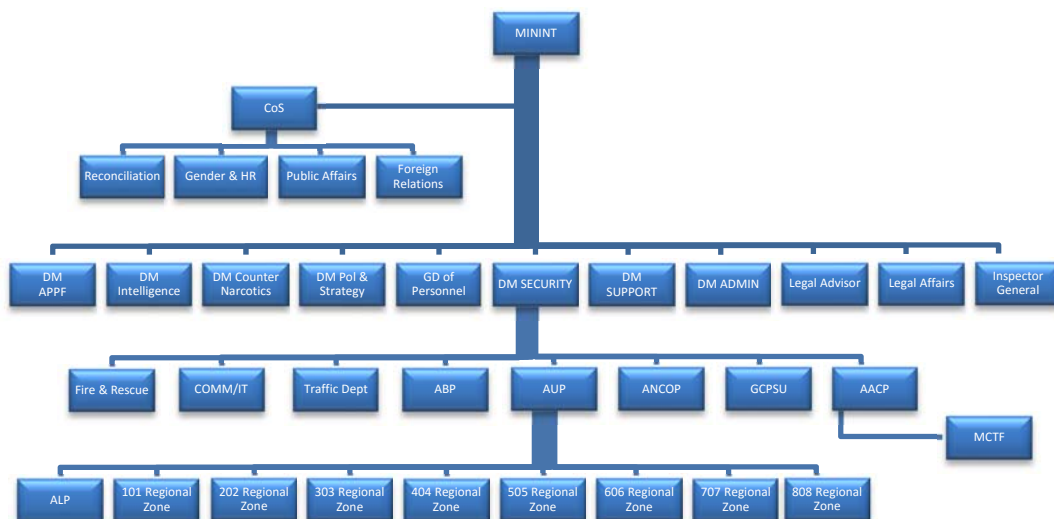 MININT
CoS
Reconciliation
Gender & HR
Public Affairs
Foreign
Relations
DM
APPF
DM
Intelligence
DM Counter
Narcotics
DM Pol &
Strategy
GD of
Personnel
DM SECURITY
DM
SUPPORT
DM ADMIN
Legal Advisor
Legal Affairs
Inspector
General
Fire & Rescue
COMM/IT
Traffic Dept
ABP
AUP
ANCOP
GCPSU
AACP
MCTF
ALP
101 Regional
Zone
202 Regional
Zone
303 Regional
Zone
404 Regional
Zone
505 Regional
Zone
606 Regional
Zone
707 Regional
Zone
808 Regional
Zone